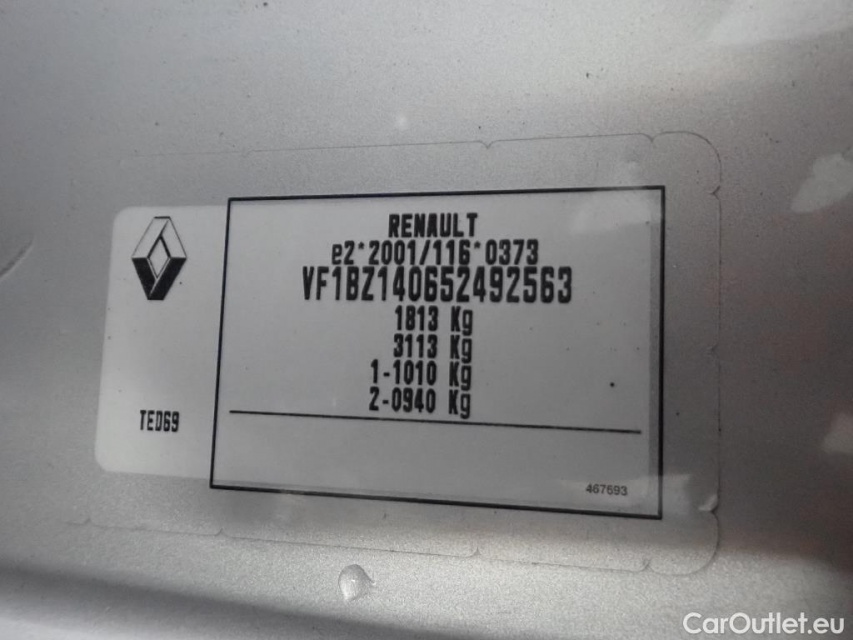 RENAULT
e2*2001/116*0373
VF1BZ140652492563
1813 Kg
3113 Kg
1-1010 Kg
2-0940 Kg
TED69
467693
CarOutlet.eu